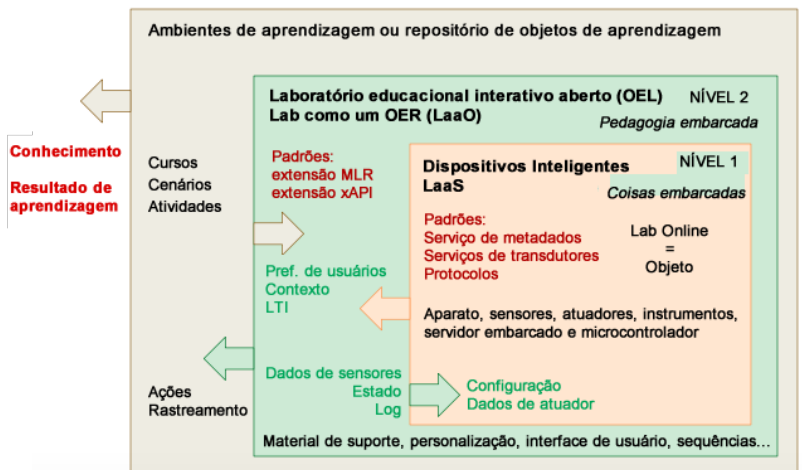 Ambientes de aprendizagem ou repositório de objetos de aprendizagem
Laboratório educacional interativo aberto (OEL)
NÍVEL 2
Lab como um OER (LaaO)
Pedagogia embarcada
Conhecimento
Resultado de
aprendizagem
Cursos
Cenários
Atividades
Padrões:
extensão MLR
extensão xAPI
Dispositivos Inteligentes
NÍVEL 1
LaaS
Coisas embarcadas
Padrões:
Serviço de metadados
Serviços de transdutores
Protocolos
Lab Online
=
Objeto
Pref. de usuários
Contexto
LTI
Aparato, sensores, atuadores, instrumentos,
servidor embarcado e microcontrolador
Dados de sensores
Estado
Log
Configuração
Dados de atuador
Ações
Rastreamento
Material de suporte, personalização, interface de usuário, sequências...